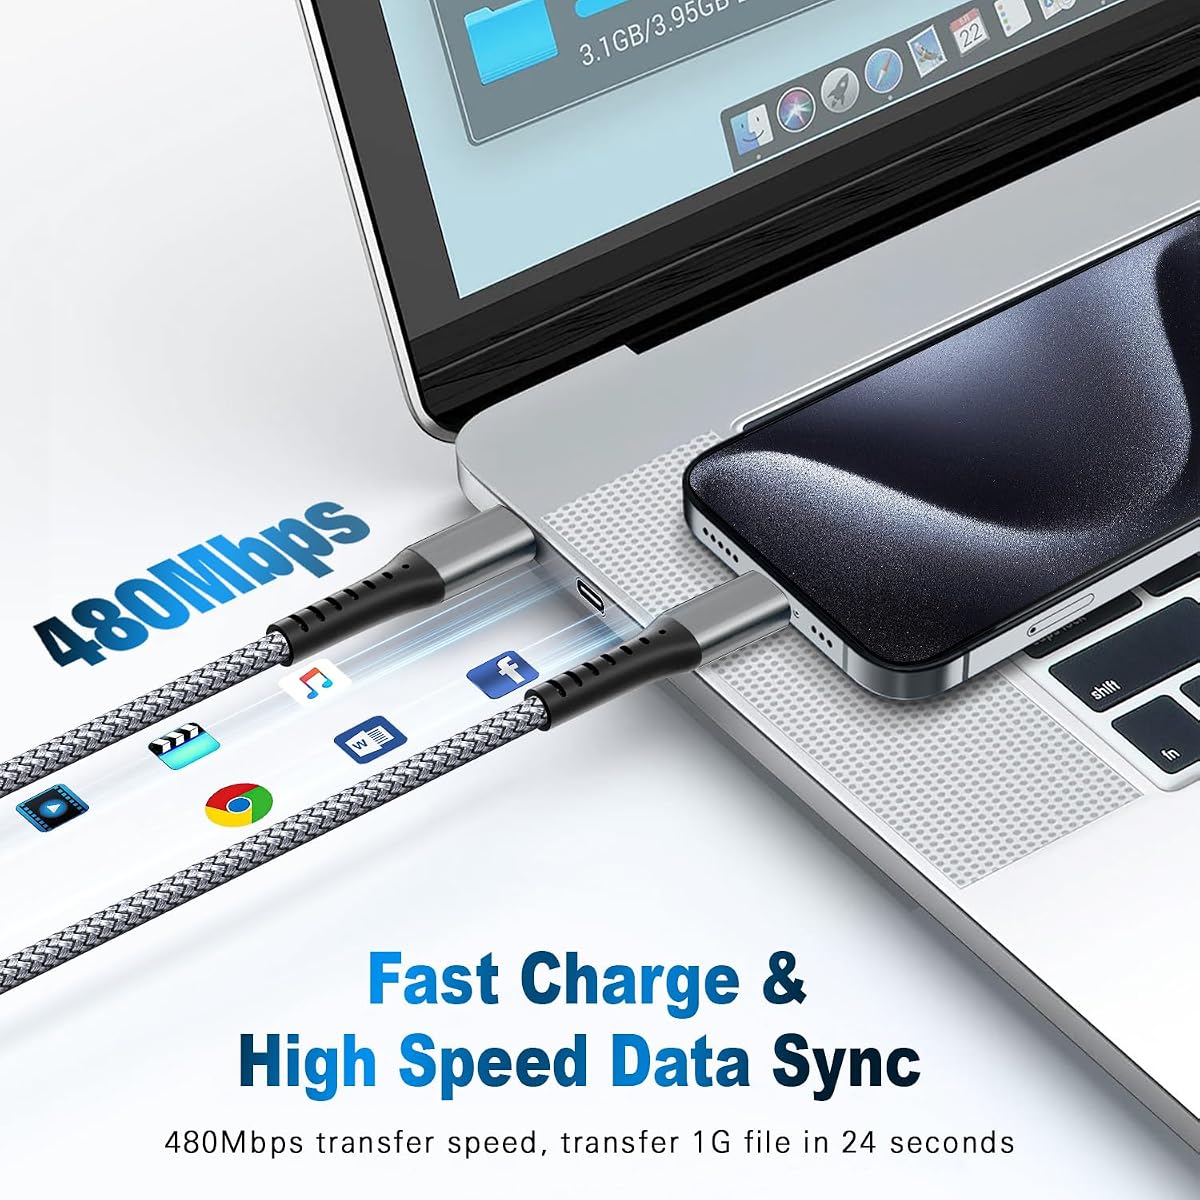 3.1GB/3.95GB
22
480Mbps
f
W
shift
fn
Fast Charge &
High Speed Data Sync
480Mbps transfer speed, transfer 1G file in 24 seconds